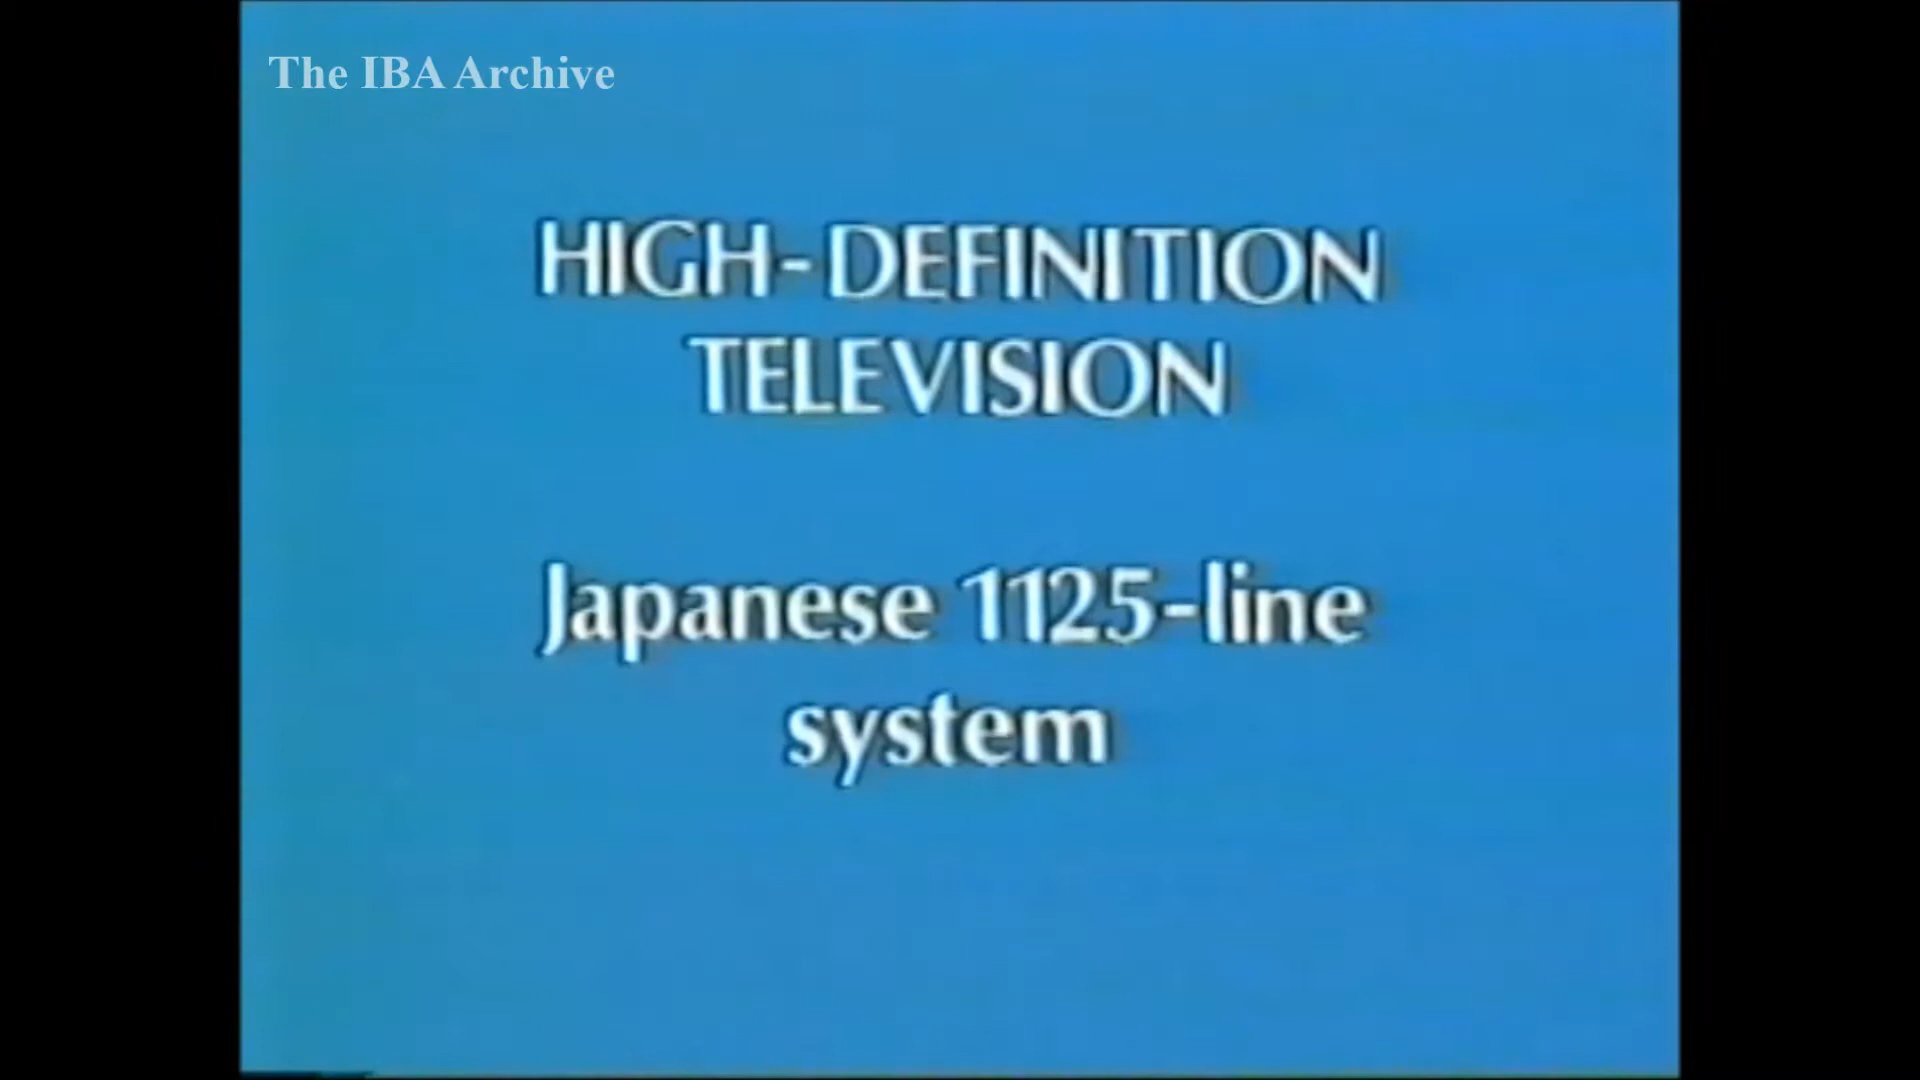 The IBA Archive
HIGH-DEFINITION
TELEVISION
Japanese 1125-line
system